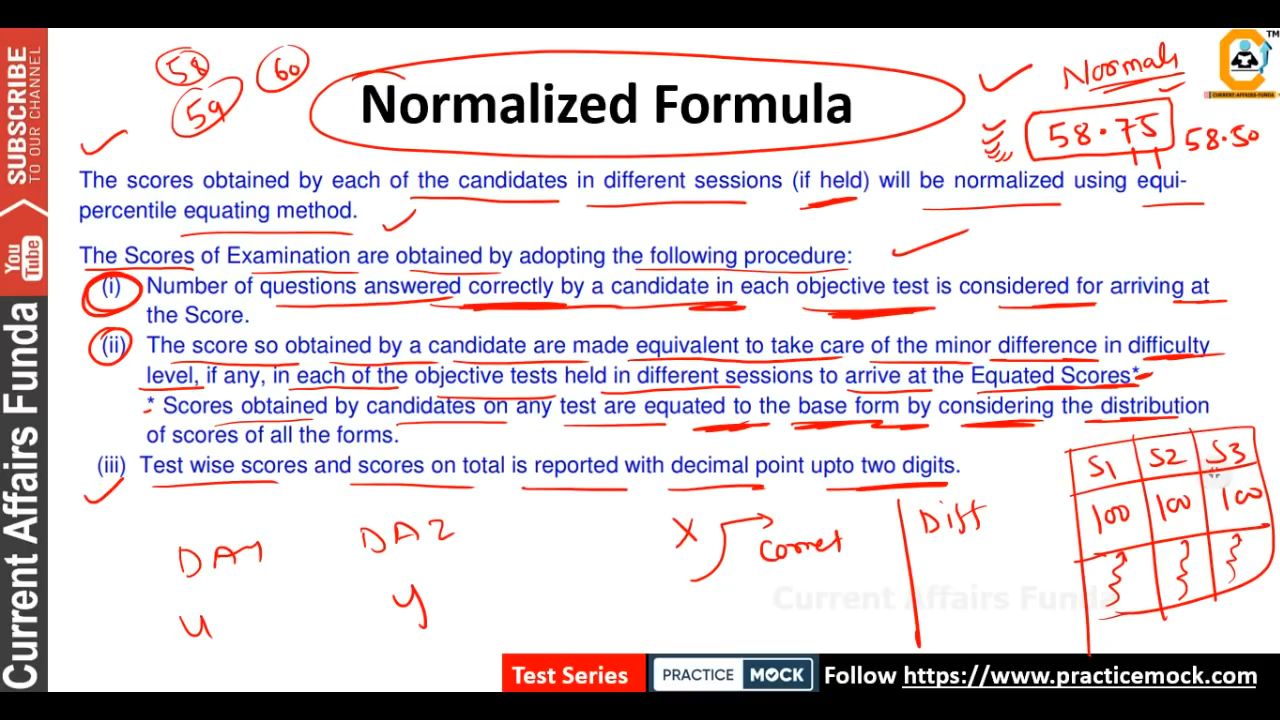 SUBSCRIBE
TO OUR CHANNEL
You Tube
Current Affairs Funda
58
60
59
Normalized Formula
58.75
58.50
TM
CURRENT-AFFAIRS-FUNDA
The scores obtained by each of the candidates in different sessions (if held) will be normalized using equi-
percentile equating method.
The Scores of Examination are obtained by adopting the following procedure:
(i) Number of questions answered correctly by a candidate in each objective test is considered for arriving at
the Score.
(ii) The score so obtained by a candidate are made equivalent to take care of the minor difference in difficulty
level, if any, in each of the objective tests held in different sessions to arrive at the Equated Scores*
* Scores obtained by candidates on any test are equated to the base form by considering the distribution
of scores of all the forms.
(iii) Test wise scores and scores on total is reported with decimal point upto two digits.
S1 S2 S3
100 100 100
DAY DA2
X
Correct
Diff
y
Current Affairs Funda
Test Series PRACTICE MOCK Follow https://www.practicemock.com